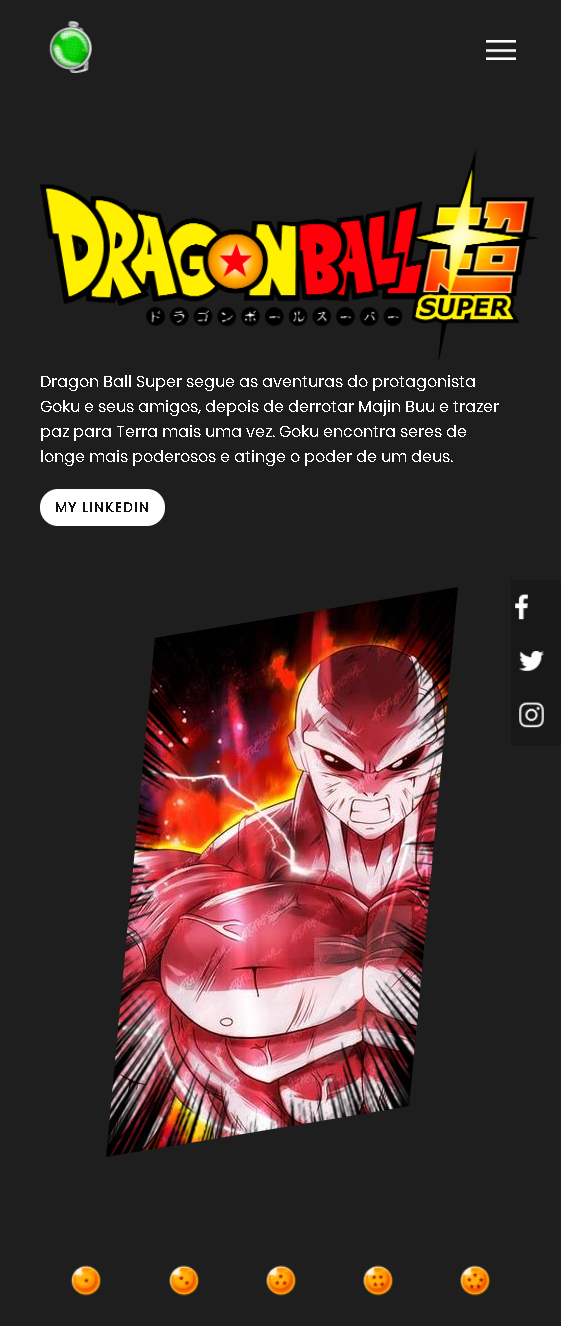 DRAGON BALL 超
SUPER
ドラゴンボールスーパー
Dragon Ball Super segue as aventuras do protagonista
Goku e seus amigos, depois de derrotar Majin Buu e trazer
paz para Terra mais uma vez. Goku encontra seres de
longe mais poderosos e atinge o poder de um deus.
MY LINKEDIN